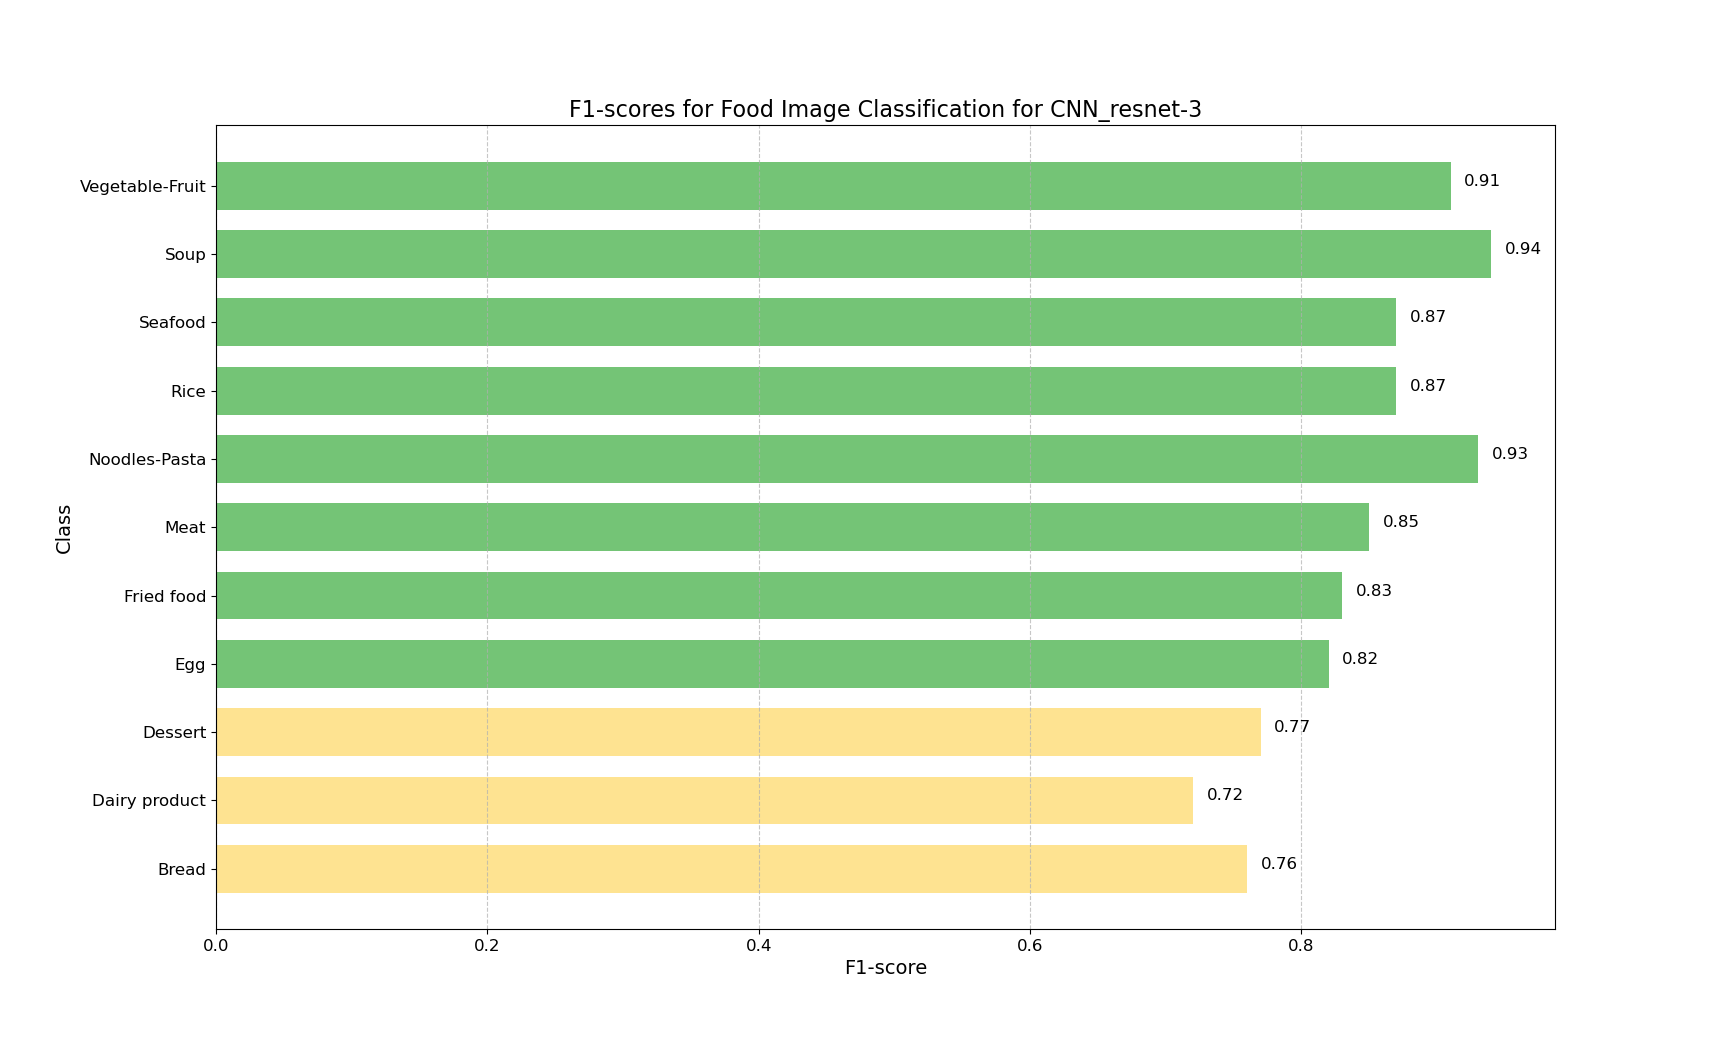 F1-scores for Food Image Classification for CNN_resnet-3
Vegetable-Fruit 0.91
Soup 0.94
Seafood 0.87
Rice 0.87
Noodles-Pasta 0.93
Meat 0.85
Fried food 0.83
Egg 0.82
Dessert 0.77
Dairy product 0.72
Bread 0.76
Class
0.0 0.2 0.4 0.6 0.8
F1-score